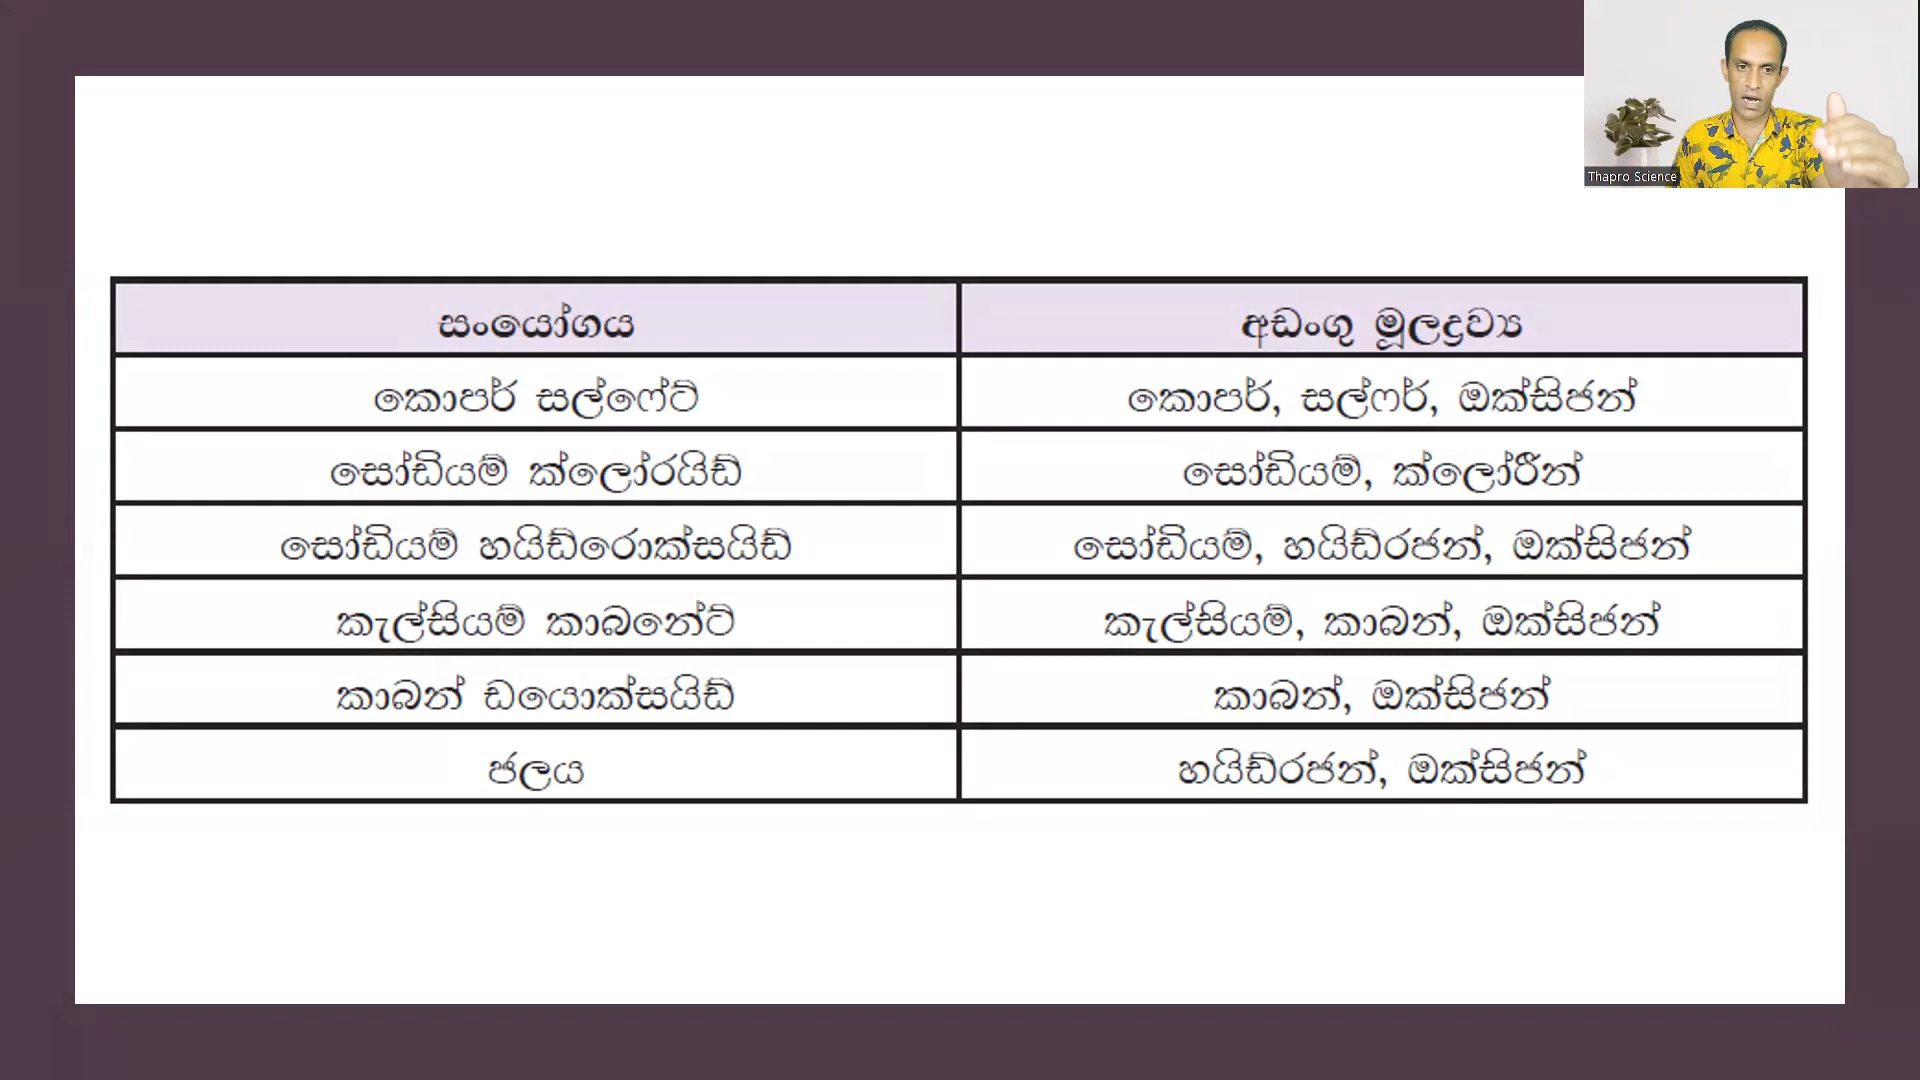 Thapro Science
සංයෝගය අඩංගු මූලද්‍රව්‍ය
කොපර් සල්ෆේට් කොපර්, සල්ෆර්, ඔක්සිජන්
සෝඩියම් ක්ලෝරයිඩ් සෝඩියම්, ක්ලෝරීන්
සෝඩියම් හයිඩ්රොක්සයිඩ් සෝඩියම්, හයිඩ්රජන්, ඔක්සිජන්
කැල්සියම් කාබනේට් කැල්සියම්, කාබන්, ඔක්සිජන්
කාබන් ඩයොක්සයිඩ් කාබන්, ඔක්සිජන්
ජලය හයිඩ්රජන්, ඔක්සිජන්